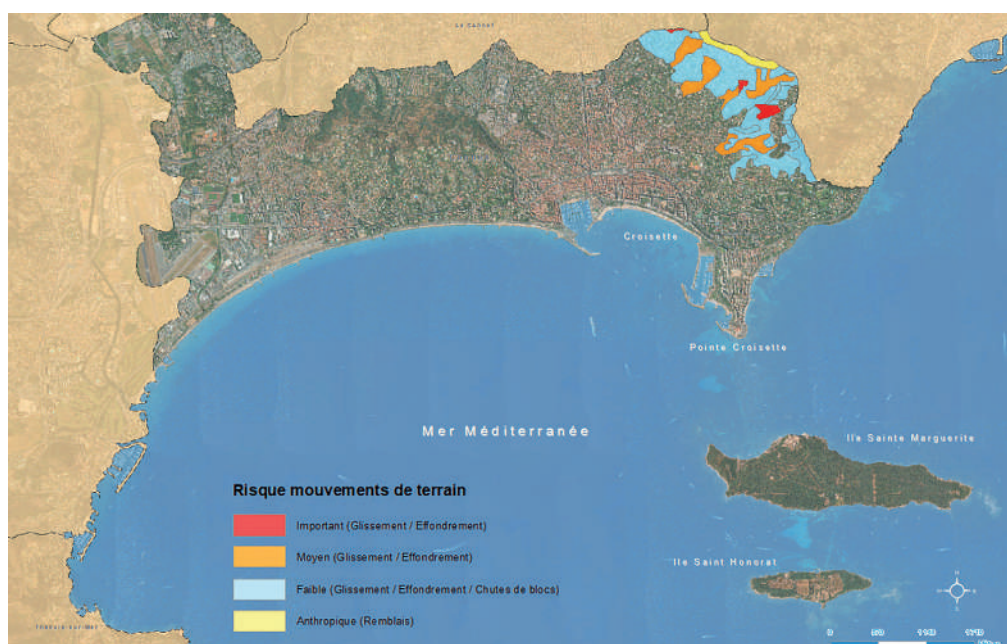 LE CANNET
Croisette
Pointe Croisette
Mer Méditerranée
Ile Sainte Marguerite
Ile Saint Honorat
Risque mouvements de terrain
Important (Glissement / Effondrement)
Moyen (Glissement / Effondrement)
Faible (Glissement / Effondrement / Chutes de blocs)
Anthropique (Remblais)